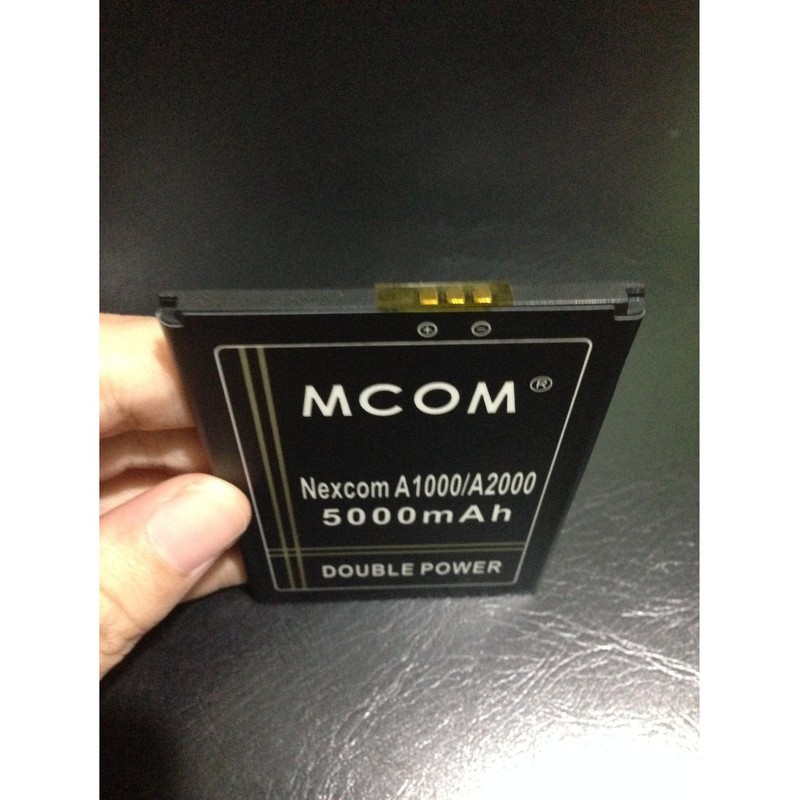 ⊕ ⊖
MCOM ®
Nexcom A1000/A2000
5000mAh
DOUBLE POWER